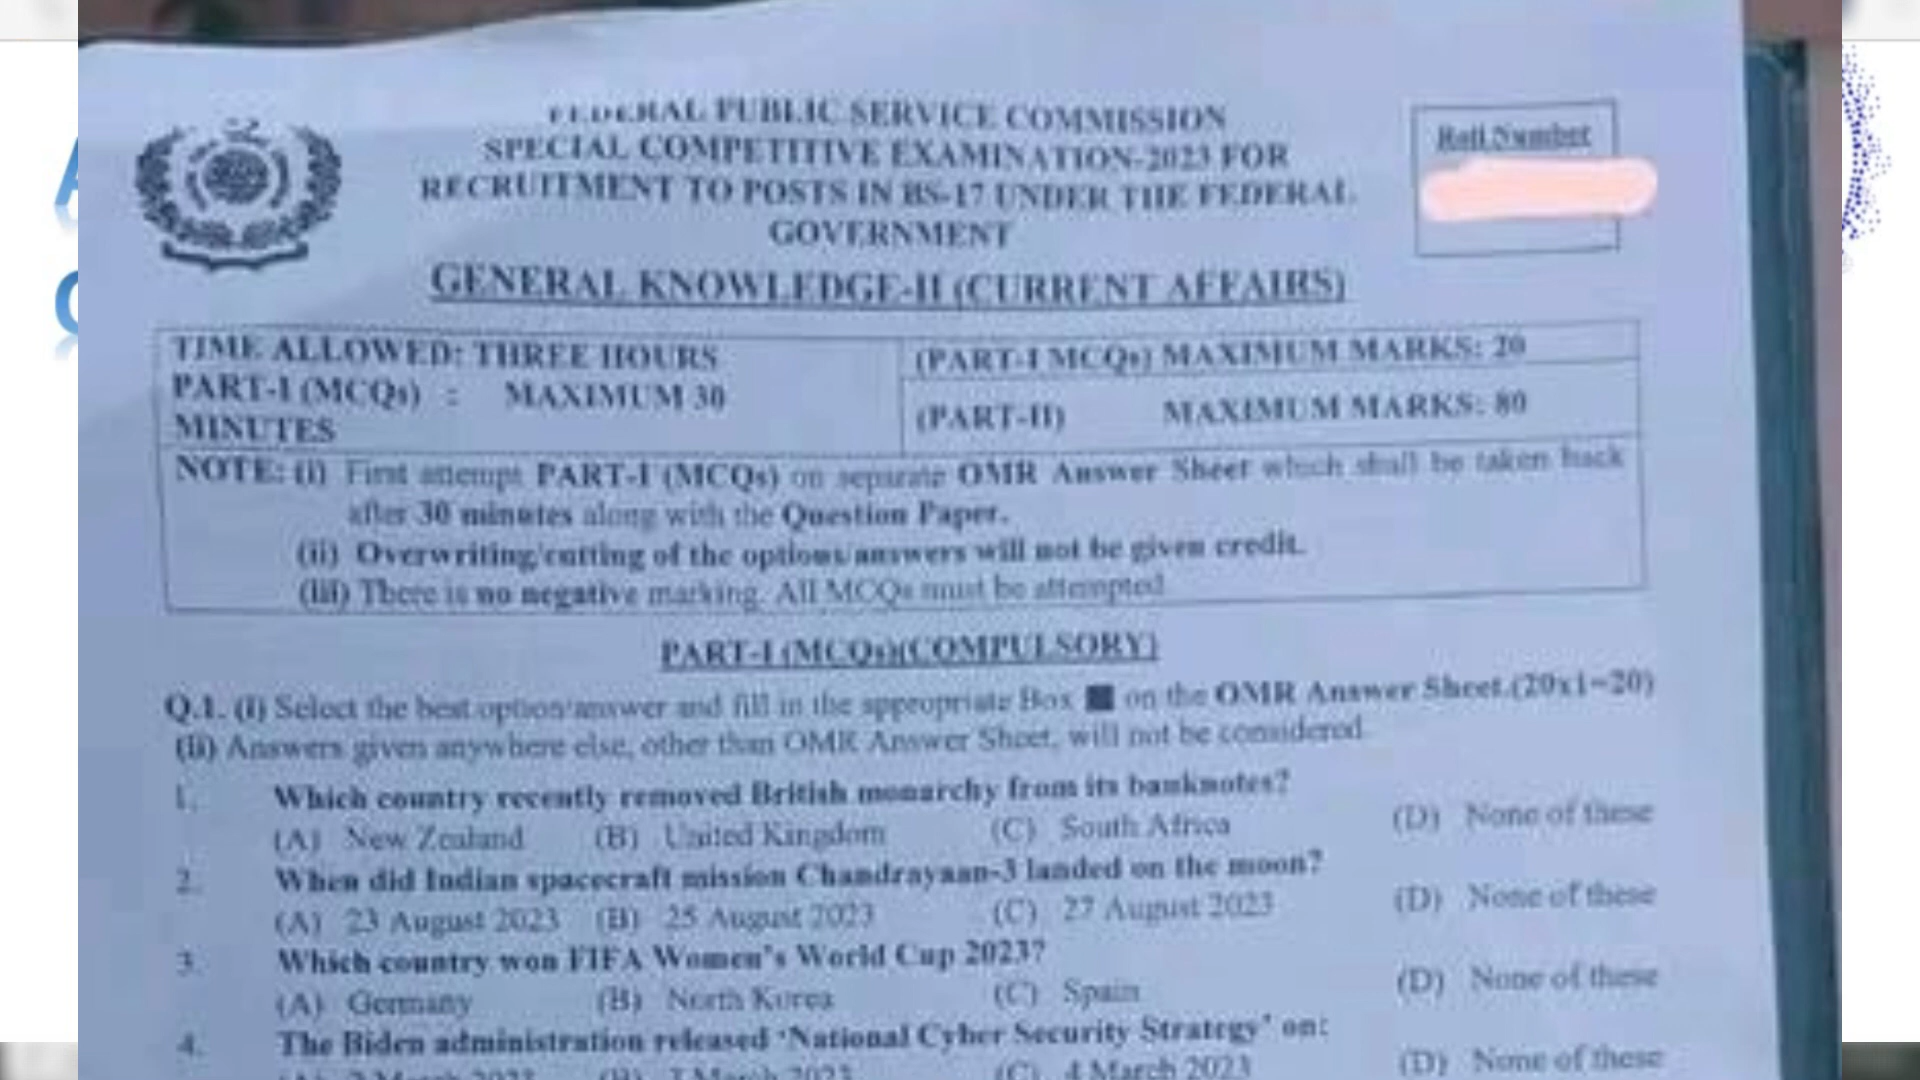 FEDERAL PUBLIC SERVICE COMMISSION
SPECIAL COMPETITIVE EXAMINATION-2023 FOR
RECRUITMENT TO POSTS IN BS-17 UNDER THE FEDERAL
GOVERNMENT
Roll Number
GENERAL KNOWLEDGE-II (CURRENT AFFAIRS)
TIME ALLOWED: THREE HOURS
PART-I (MCQs) : MAXIMUM 30
MINUTES
(PART-I MCQs) MAXIMUM MARKS: 20
(PART-II) MAXIMUM MARKS: 80
NOTE: (i) First attempt PART-I (MCQs) on separate OMR Answer Sheet which shall be taken back
after 30 minutes along with the Question Paper.
(ii) Overwriting/cutting of the options/answers will not be given credit.
(iii) There is no negative marking. All MCQs must be attempted.
PART-I (MCQs)(COMPULSORY)
Q.1. (i) Select the best option/answer and fill in the appropriate Box ■ on the OMR Answer Sheet.(20x1=20)
(ii) Answers given anywhere else, other than OMR Answer Sheet, will not be considered.
1. Which country recently removed British monarchy from its banknotes?
(A) New Zealand (B) United Kingdom (C) South Africa (D) None of these
2. When did Indian spacecraft mission Chandrayaan-3 landed on the moon?
(A) 23 August 2023 (B) 25 August 2023 (C) 27 August 2023 (D) None of these
3. Which country won FIFA Women's World Cup 2023?
(A) Germany (B) North Korea (C) Spain (D) None of these
4. The Biden administration released 'National Cyber Security Strategy' on:
(A) 2 March 2023 (B) 3 March 2023 (C) 4 March 2023 (D) None of these